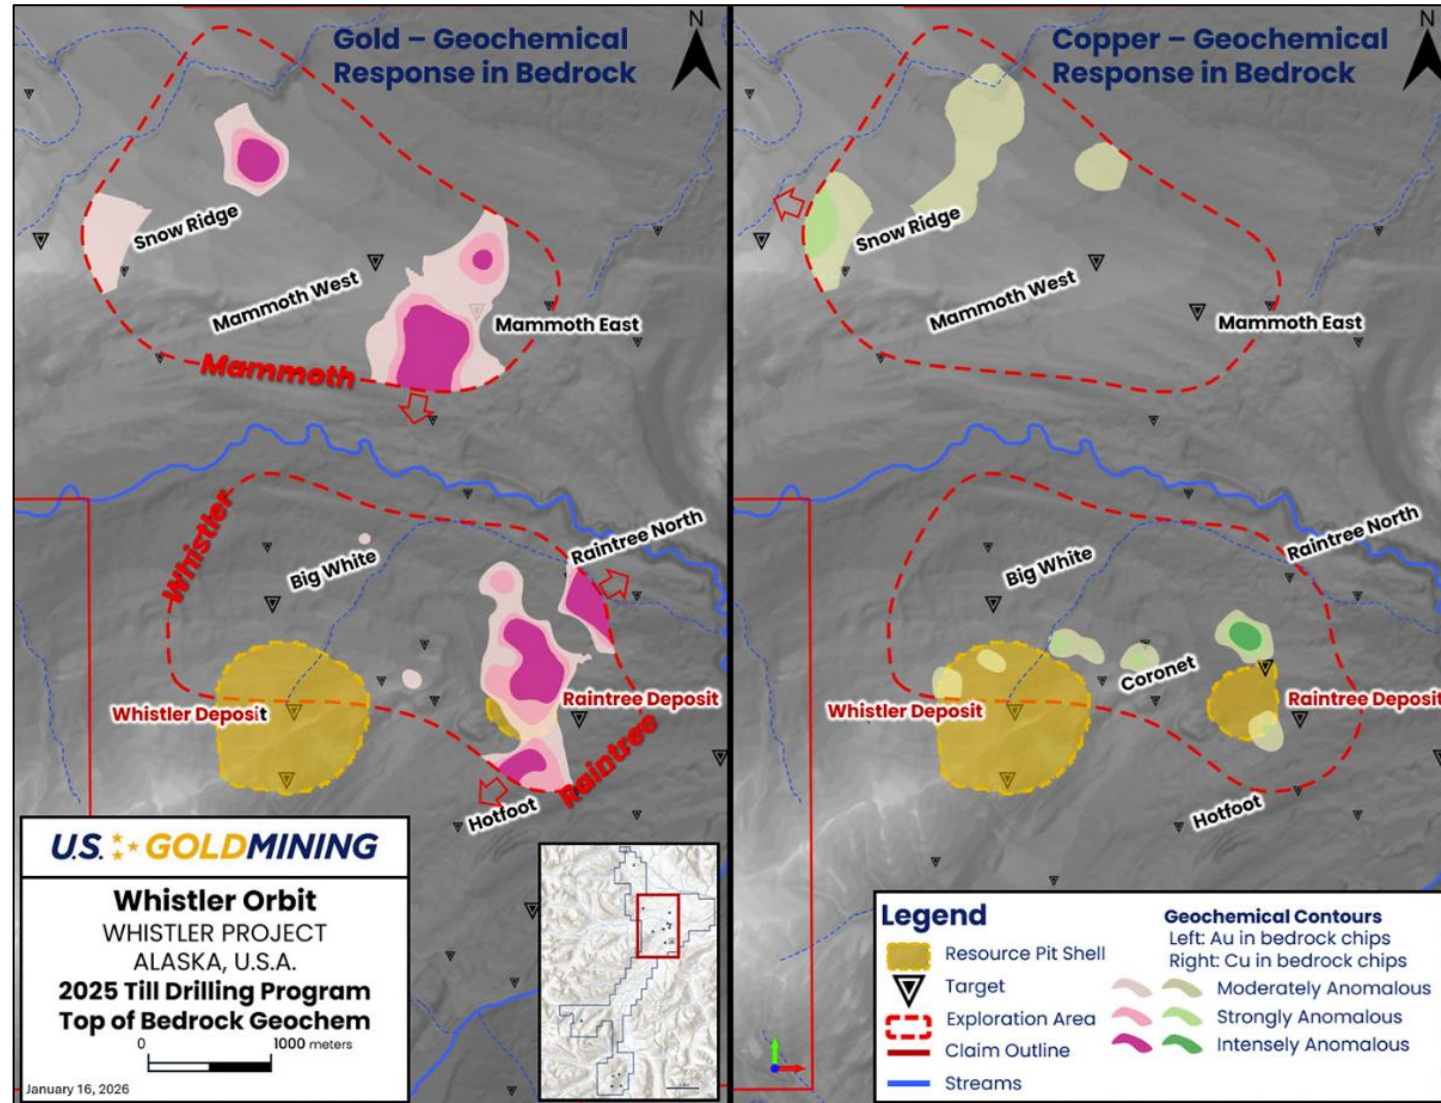 Gold – Geochemical
Response in Bedrock
N
Snow Ridge
Mammoth West
Mammoth East
Mammoth
Whistler
Big White
Raintree North
Whistler Deposit
Raintree Deposit
Raintree
Hotfoot
U.S. GOLDMINING
Whistler Orbit
WHISTLER PROJECT
ALASKA, U.S.A.
2025 Till Drilling Program
Top of Bedrock Geochem
0 1000 meters
January 16, 2026
Copper – Geochemical
Response in Bedrock
N
Snow Ridge
Mammoth West
Mammoth East
Raintree North
Big White
Coronet
Whistler Deposit
Raintree Deposit
Hotfoot
Legend
Resource Pit Shell
Target
Exploration Area
Claim Outline
Streams
Geochemical Contours
Left: Au in bedrock chips
Right: Cu in bedrock chips
Moderately Anomalous
Strongly Anomalous
Intensely Anomalous